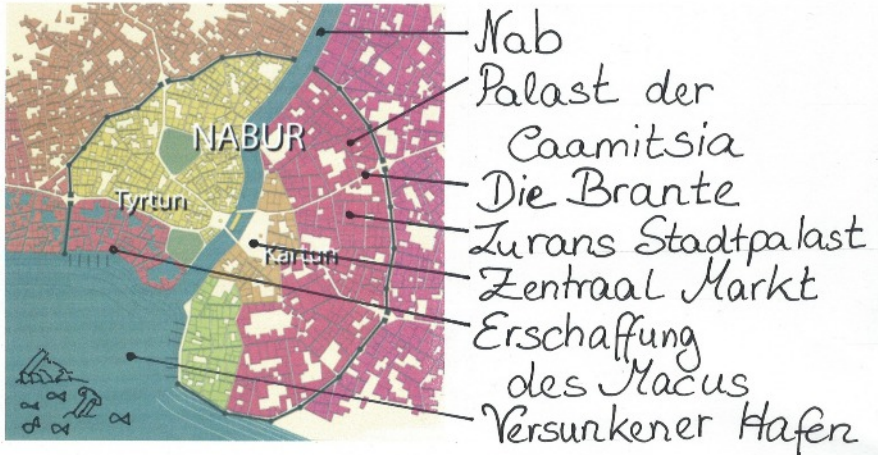 NABUR
Tyrtun
Kartun
Nab
Palast der
Caamitsia
Die Brante
Zurans Stadtpalast
Zentraal Markt
Erschaffung
des Macus
Versunkener Hafen